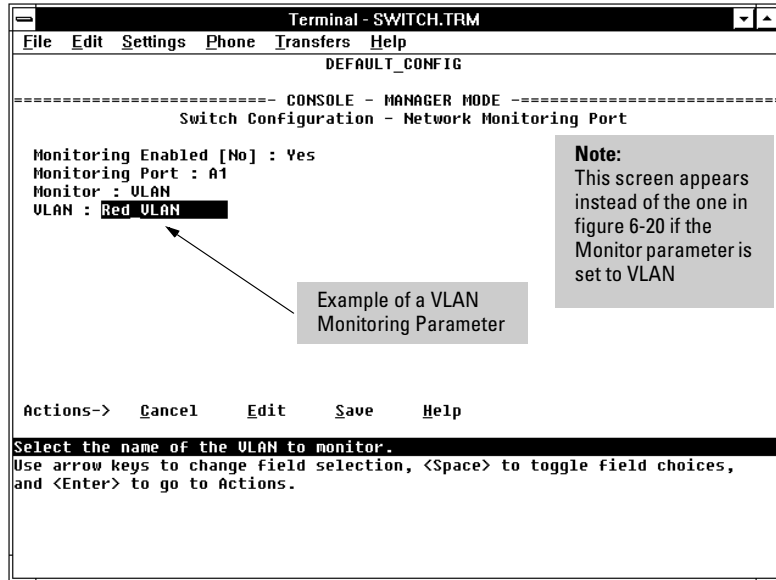 Terminal - SWITCH.TRM
File Edit Settings Phone Transfers Help
DEFAULT_CONFIG
==========================- CONSOLE - MANAGER MODE -==========================
Switch Configuration - Network Monitoring Port
Monitoring Enabled [No] : Yes
Monitoring Port : A1
Monitor : VLAN
VLAN : Red_VLAN
Note:
This screen appears
instead of the one in
figure 6-20 if the
Monitor parameter is
set to VLAN
Example of a VLAN
Monitoring Parameter
Actions-> Cancel Edit Save Help
Select the name of the VLAN to monitor.
Use arrow keys to change field selection, <Space> to toggle field choices,
and <Enter> to go to Actions.